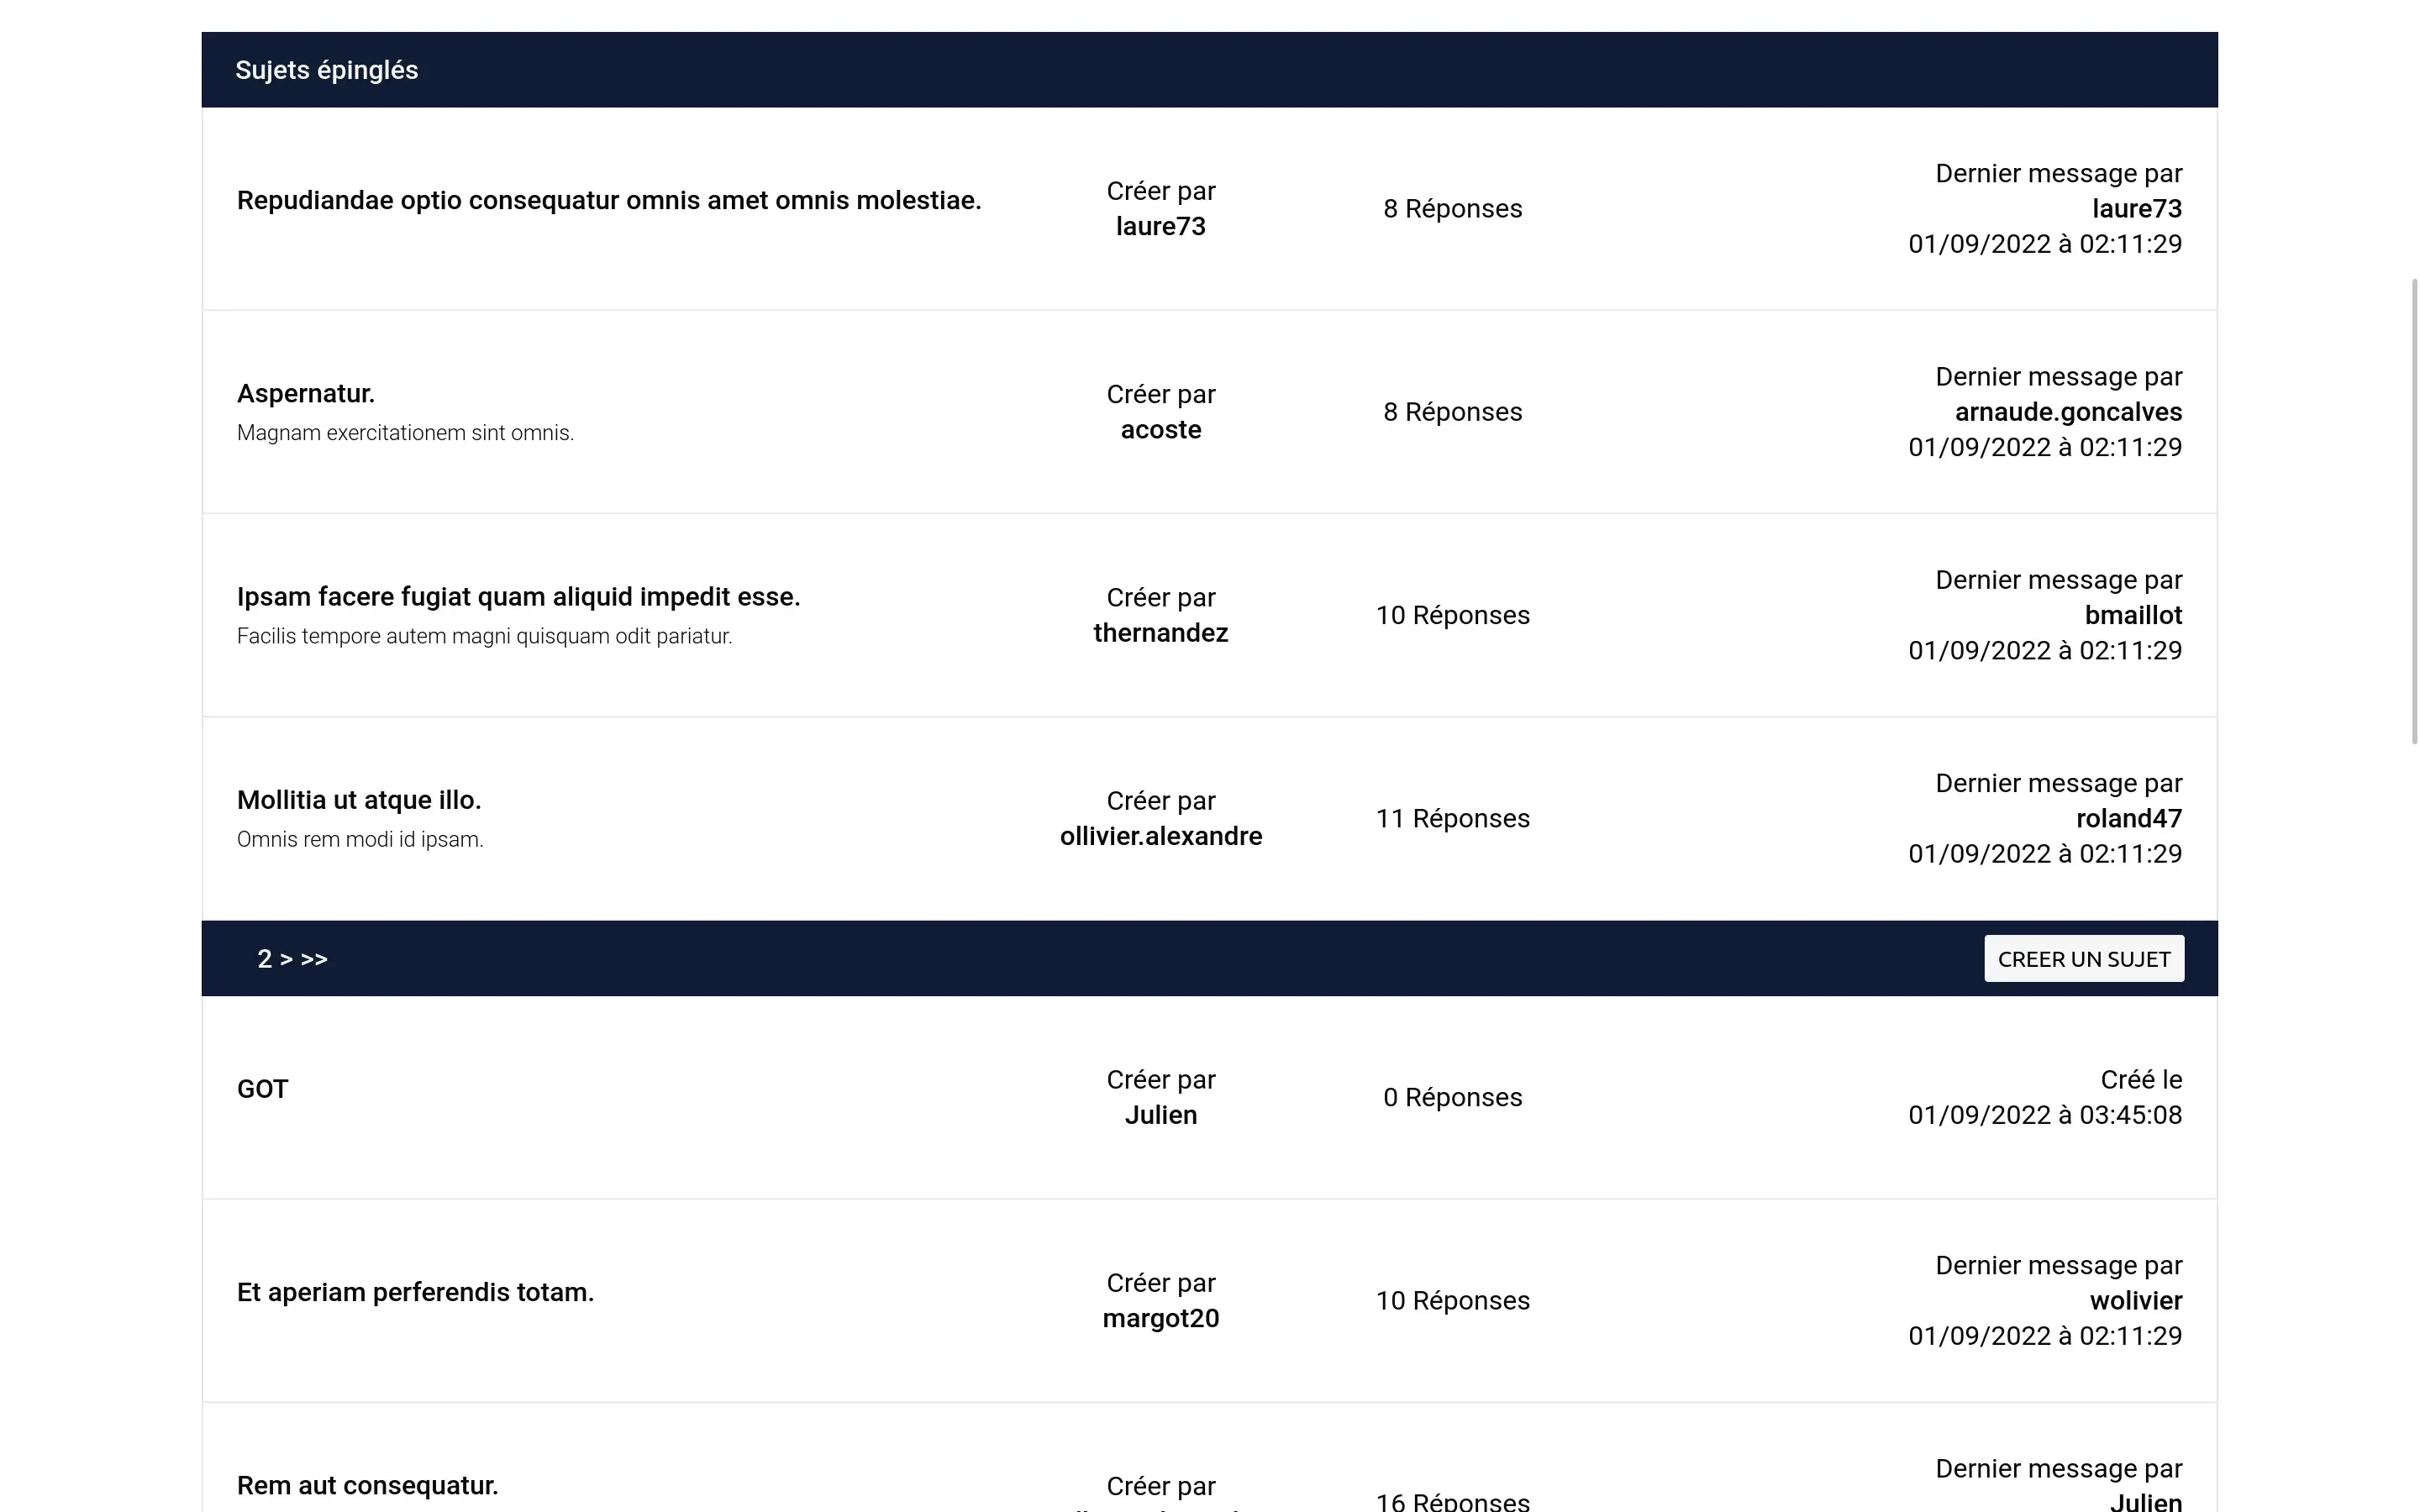 Sujets épinglés
Repudiandae optio consequatur omnis amet omnis molestiae.
Créer par
laure73
8 Réponses
Dernier message par
laure73
01/09/2022 à 02:11:29
Aspernatur.
Magnam exercitationem sint omnis.
Créer par
acoste
8 Réponses
Dernier message par
arnaude.goncalves
01/09/2022 à 02:11:29
Ipsam facere fugiat quam aliquid impedit esse.
Facilis tempore autem magni quisquam odit pariatur.
Créer par
thernandez
10 Réponses
Dernier message par
bmaillot
01/09/2022 à 02:11:29
Mollitia ut atque illo.
Omnis rem modi id ipsam.
Créer par
ollivier.alexandre
11 Réponses
Dernier message par
roland47
01/09/2022 à 02:11:29
2 > >>
CREER UN SUJET
GOT
Créer par
Julien
0 Réponses
Créé le
01/09/2022 à 03:45:08
Et aperiam perferendis totam.
Créer par
margot20
10 Réponses
Dernier message par
wolivier
01/09/2022 à 02:11:29
Rem aut consequatur.
Créer par
16 Réponses
Dernier message par
Julien